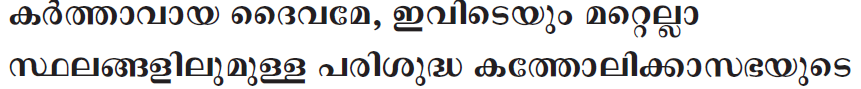 കർത്താവായ ദൈവമേ, ഇവിടെയും മറ്റെല്ലാ
സ്ഥലങ്ങളിലുമുള്ള പരിശുദ്ധ കത്തോലിക്കാസഭയുടെ